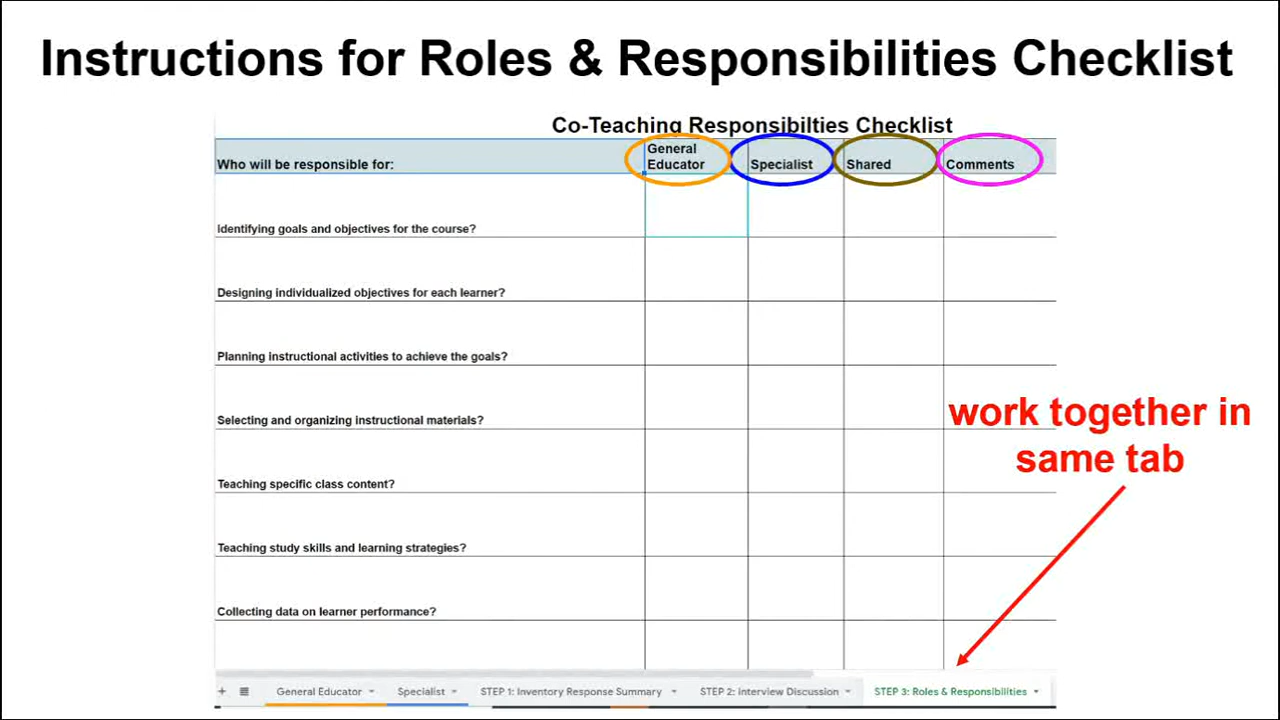 Instructions for Roles & Responsibilities Checklist
Co-Teaching Responsibilties Checklist
Who will be responsible for:
General
Educator
Specialist
Shared
Comments
Identifying goals and objectives for the course?
Designing individualized objectives for each learner?
Planning instructional activities to achieve the goals?
Selecting and organizing instructional materials?
work together in
same tab
Teaching specific class content?
Teaching study skills and learning strategies?
Collecting data on learner performance?
+ General Educator Specialist STEP 1: Inventory Response Summary STEP 2: interview Discussion STEP 3: Roles & Responsibilities